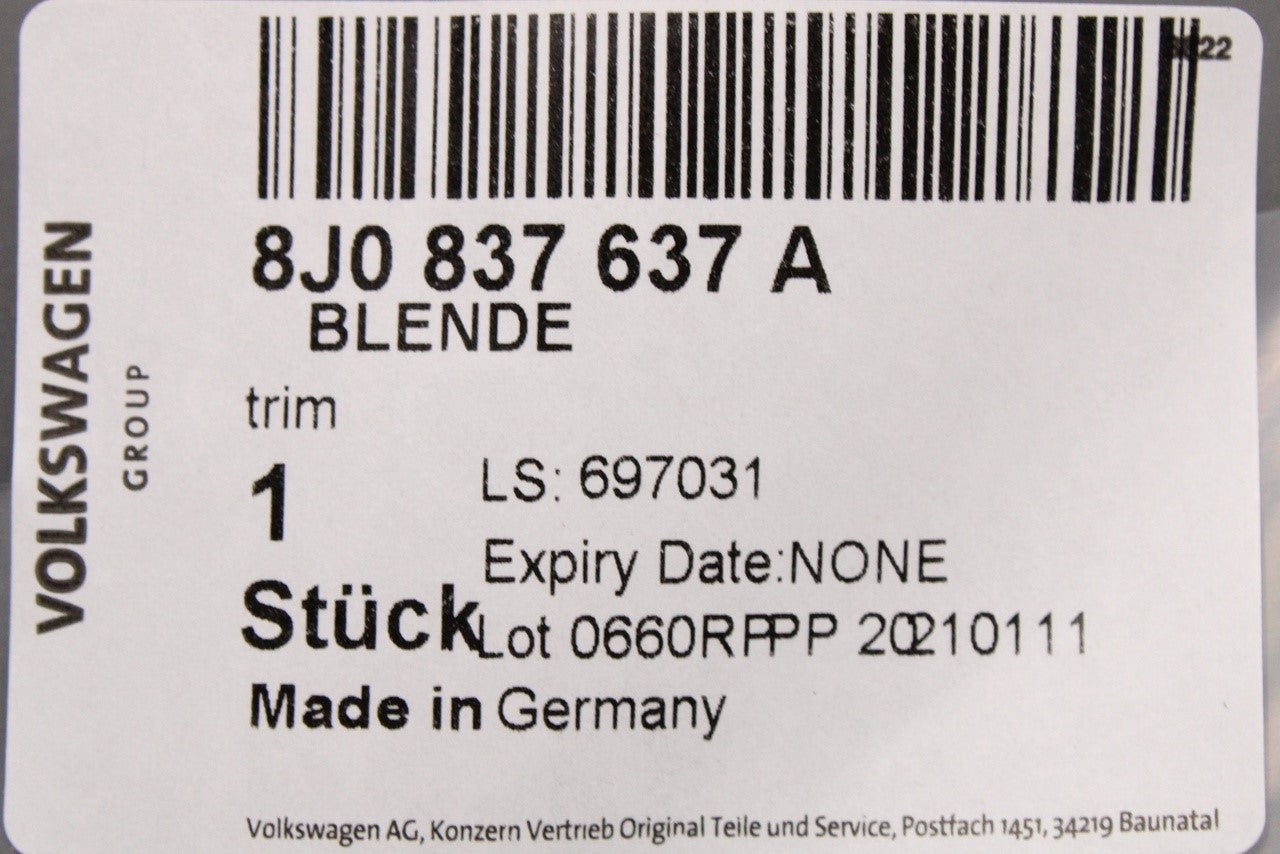 8J0 837 637 A
BLENDE
trim
1
LS: 697031
Expiry Date:NONE
Stück
Lot 0660RPPPP 20210111
Made in Germany
Volkswagen AG, Konzern Vertrieb Original Teile und Service, Postfach 1451, 34219 Baunatal
VOLKSWAGEN
GROUP